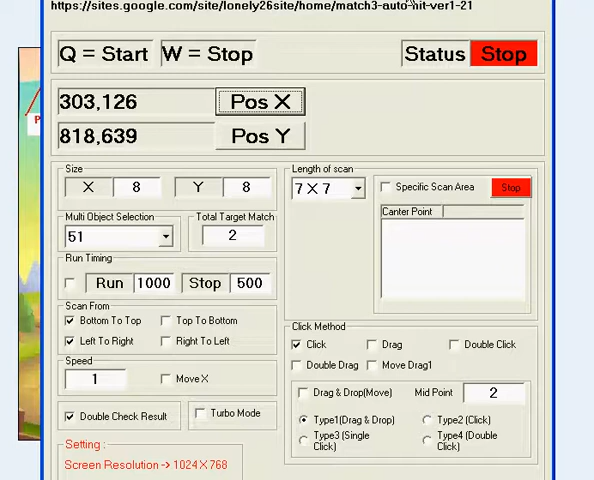 https://sites.google.com/site/lonely26site/home/match3-auto-hit-ver1-21
Q = Start W = Stop Status Stop
303,126 Pos X
818,639 Pos Y
Size
X 8 Y 8
Length of scan
7 X 7
Specific Scan Area Stop
Canter Point
Multi Object Selection
51
Total Target Match
2
Run Timing
Run 1000 Stop 500
Scan From
Bottom To Top Top To Bottom
Left To Right Right To Left
Speed
1 Move X
Double Check Result Turbo Mode
Click Method
Click Drag Double Click
Double Drag Move Drag1
Drag & Drop(Move) Mid Point 2
Type1(Drag & Drop) Type2 (Click)
Type3 (Single Click) Type4 (Double Click)
Setting :
Screen Resolution -> 1024 X 768